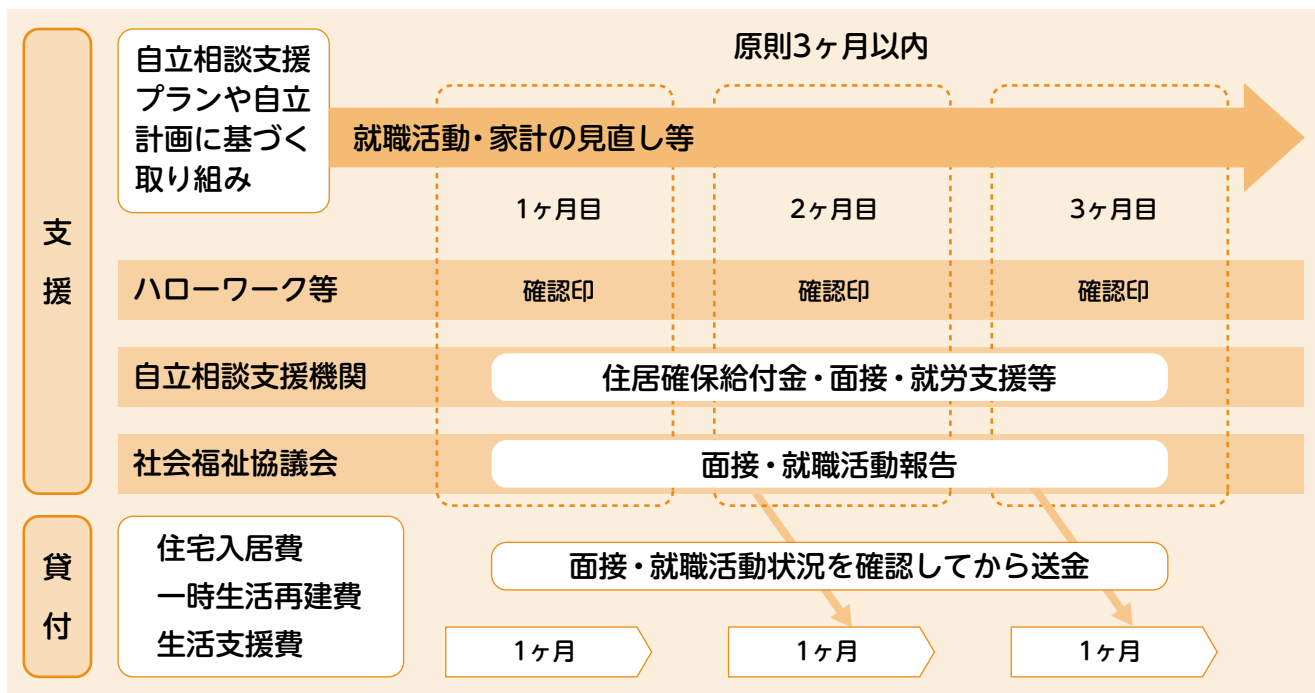 支援
自立相談支援
プランや自立
計画に基づく
取り組み
原則3ヶ月以内
就職活動・家計の見直し等
1ヶ月目
2ヶ月目
3ヶ月目
ハローワーク等
確認印
確認印
確認印
自立相談支援機関
住居確保給付金・面接・就労支援等
社会福祉協議会
面接・就職活動報告
貸付
住宅入居費
一時生活再建費
生活支援費
面接・就職活動状況を確認してから送金
1ヶ月
1ヶ月
1ヶ月